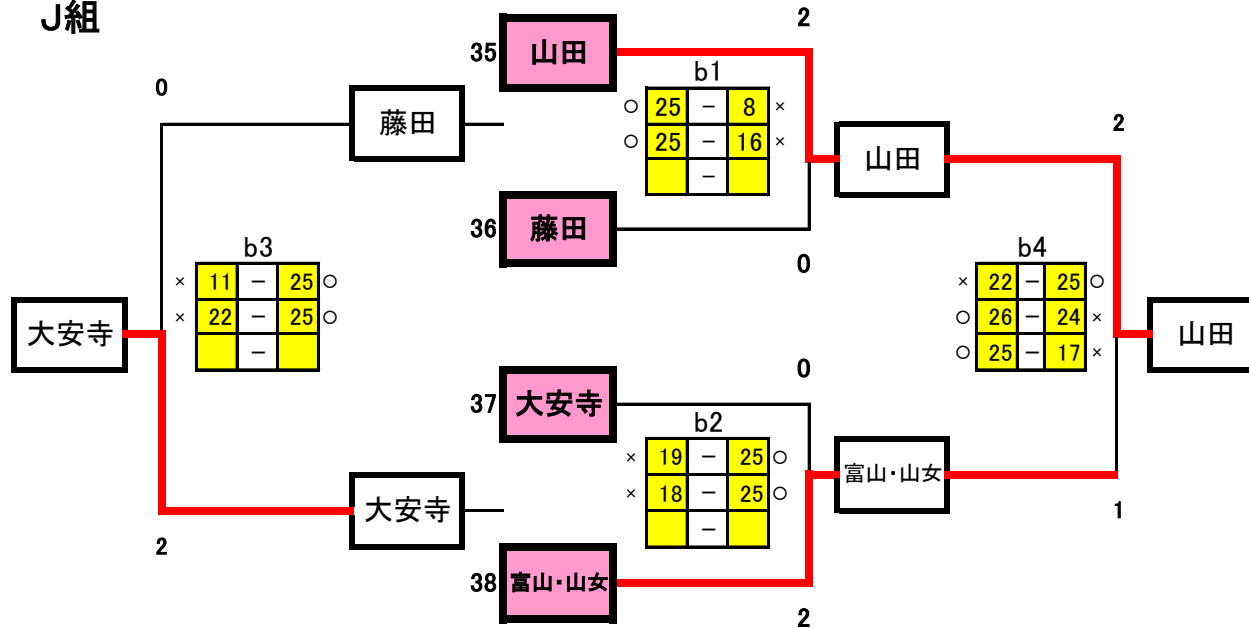 J組
2
35 山田
b1
0
○ 25 － 8 ×
藤田
○ 25 － 16 ×
2
－
山田
36 藤田
b3
b4
0
× 11 － 25 ○
× 22 － 25 ○
× 22 － 25 ○
○ 26 － 24 ×
大安寺
山田
－
○ 25 － 17 ×
0
37 大安寺
b2
× 19 － 25 ○
富山・山女
× 18 － 25 ○
大安寺
1
－
2
38 富山・山女
2